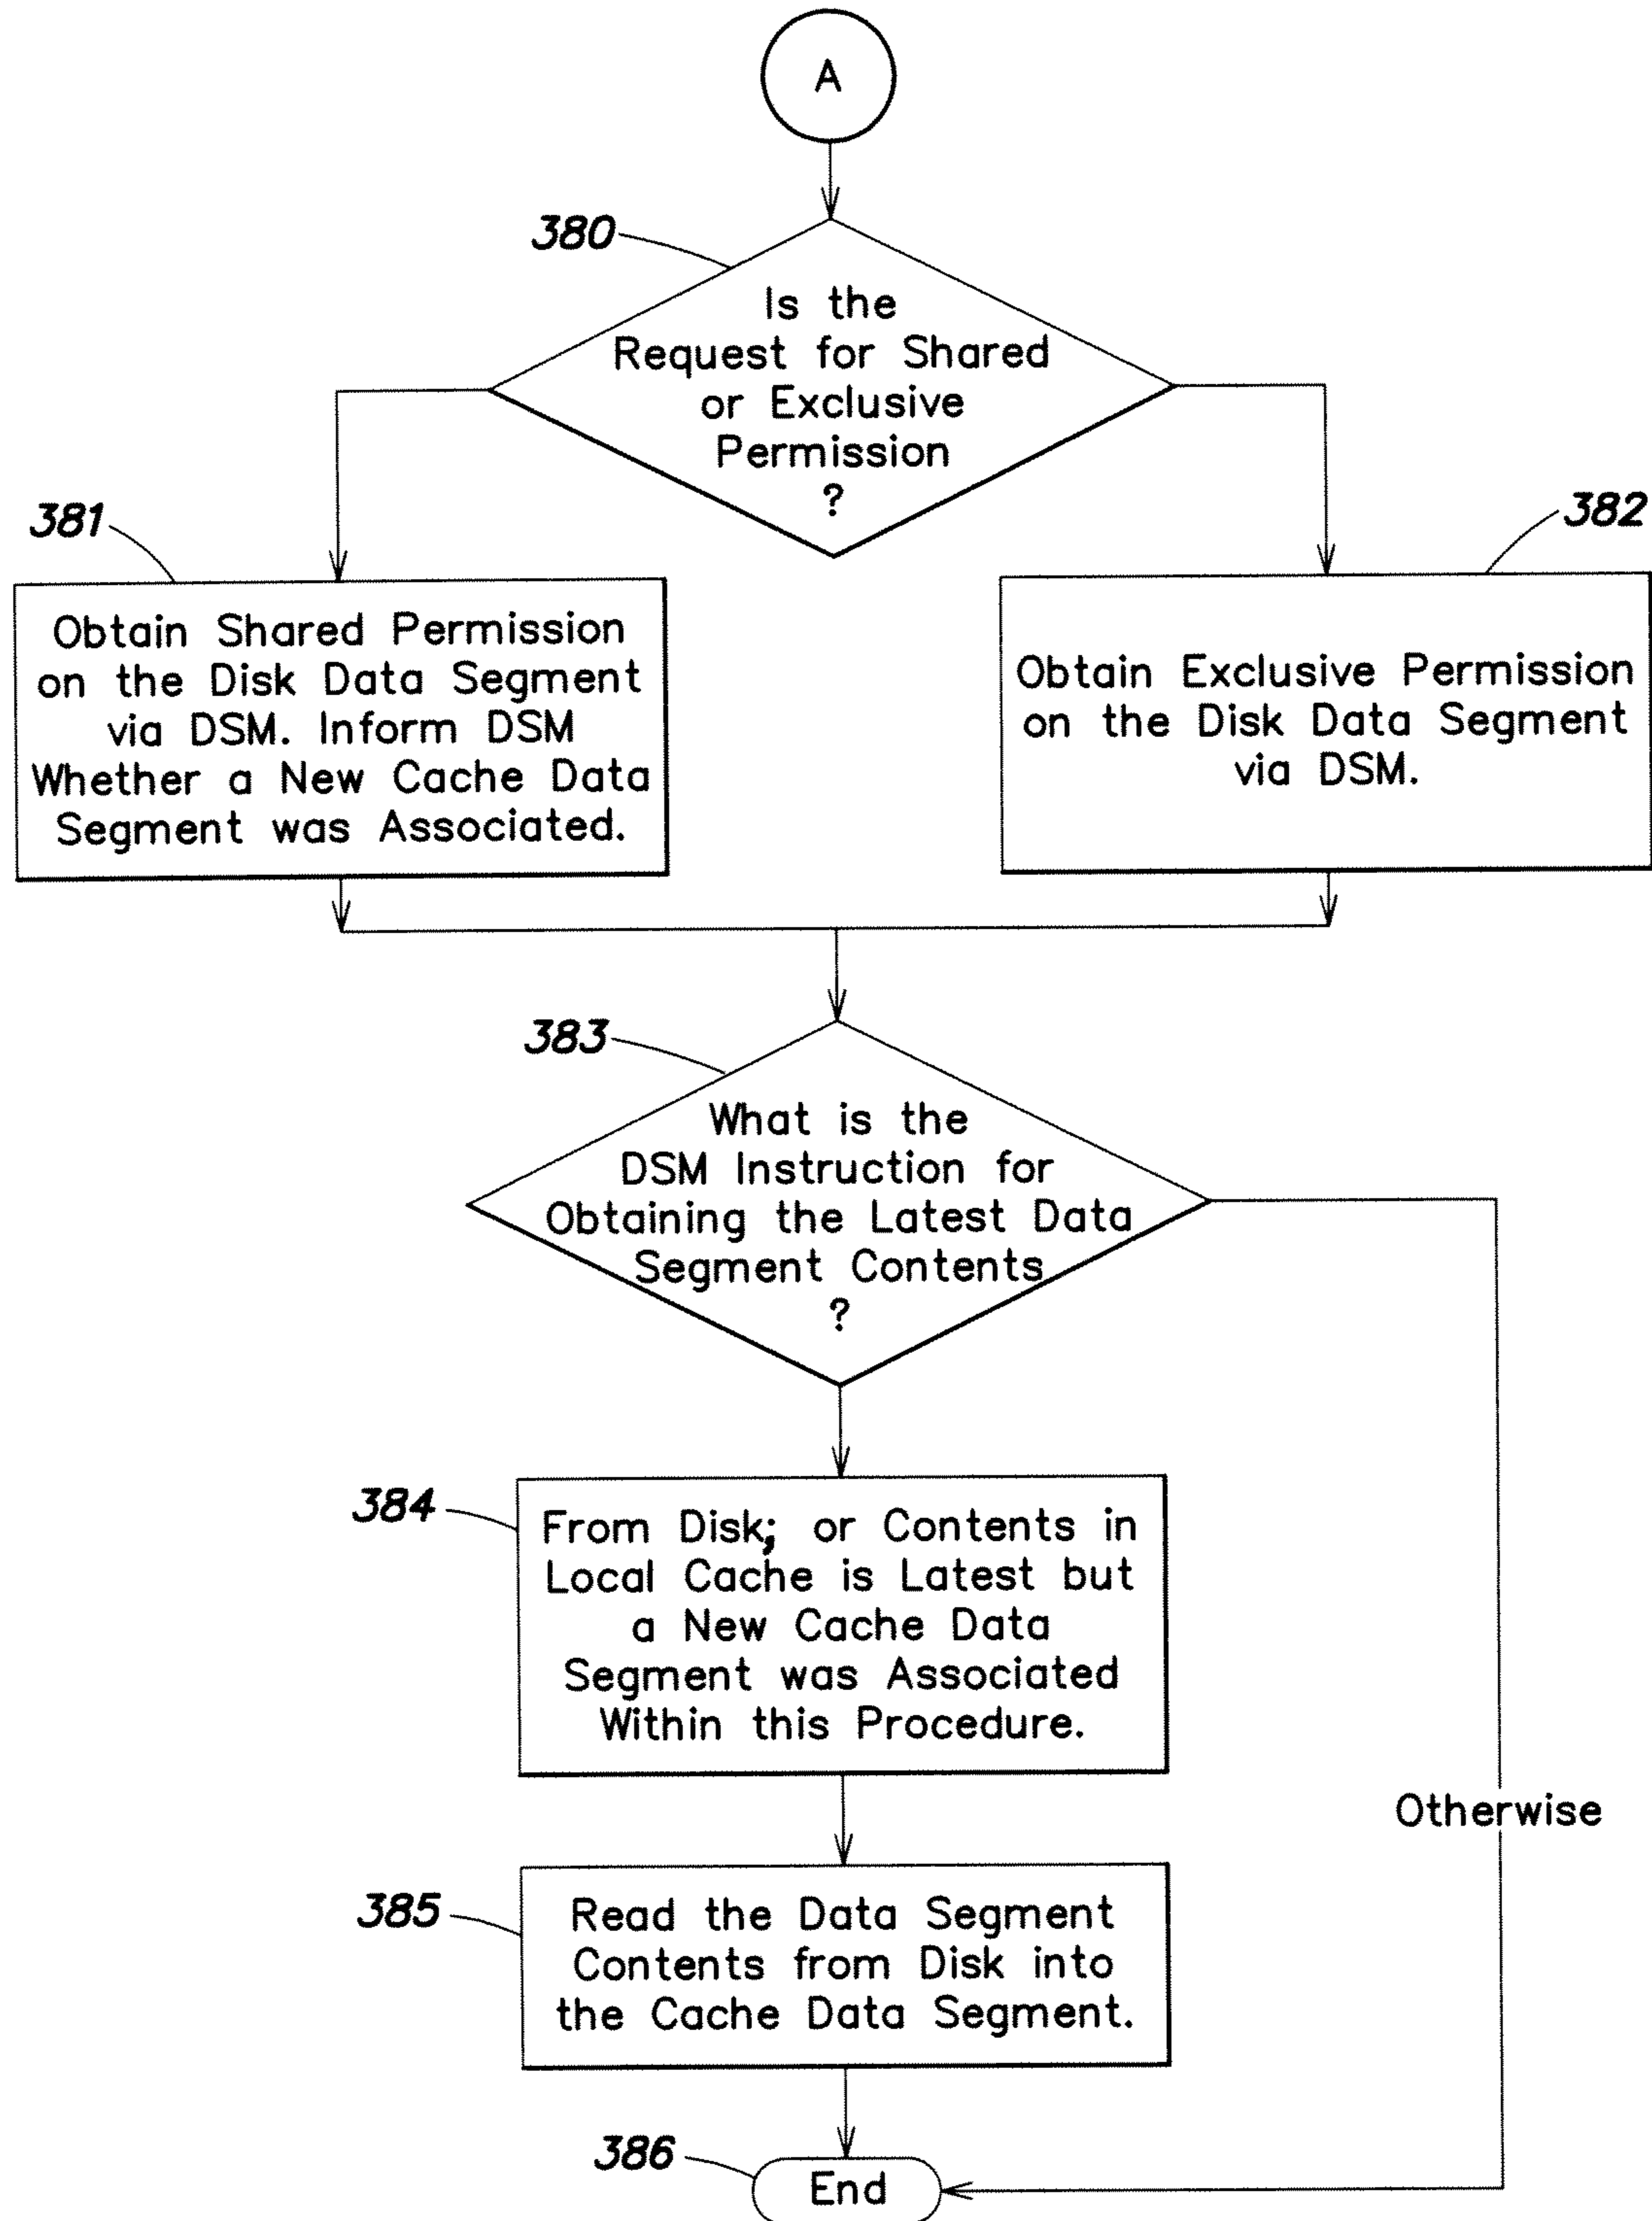 A
380
Is the
Request for Shared
or Exclusive
Permission
?
381
Obtain Shared Permission
on the Disk Data Segment
via DSM. Inform DSM
Whether a New Cache Data
Segment was Associated.
382
Obtain Exclusive Permission
on the Disk Data Segment
via DSM.
383
What is the
DSM Instruction for
Obtaining the Latest Data
Segment Contents
?
384
From Disk; or Contents in
Local Cache is Latest but
a New Cache Data
Segment was Associated
Within this Procedure.
Otherwise
385
Read the Data Segment
Contents from Disk into
the Cache Data Segment.
386
End